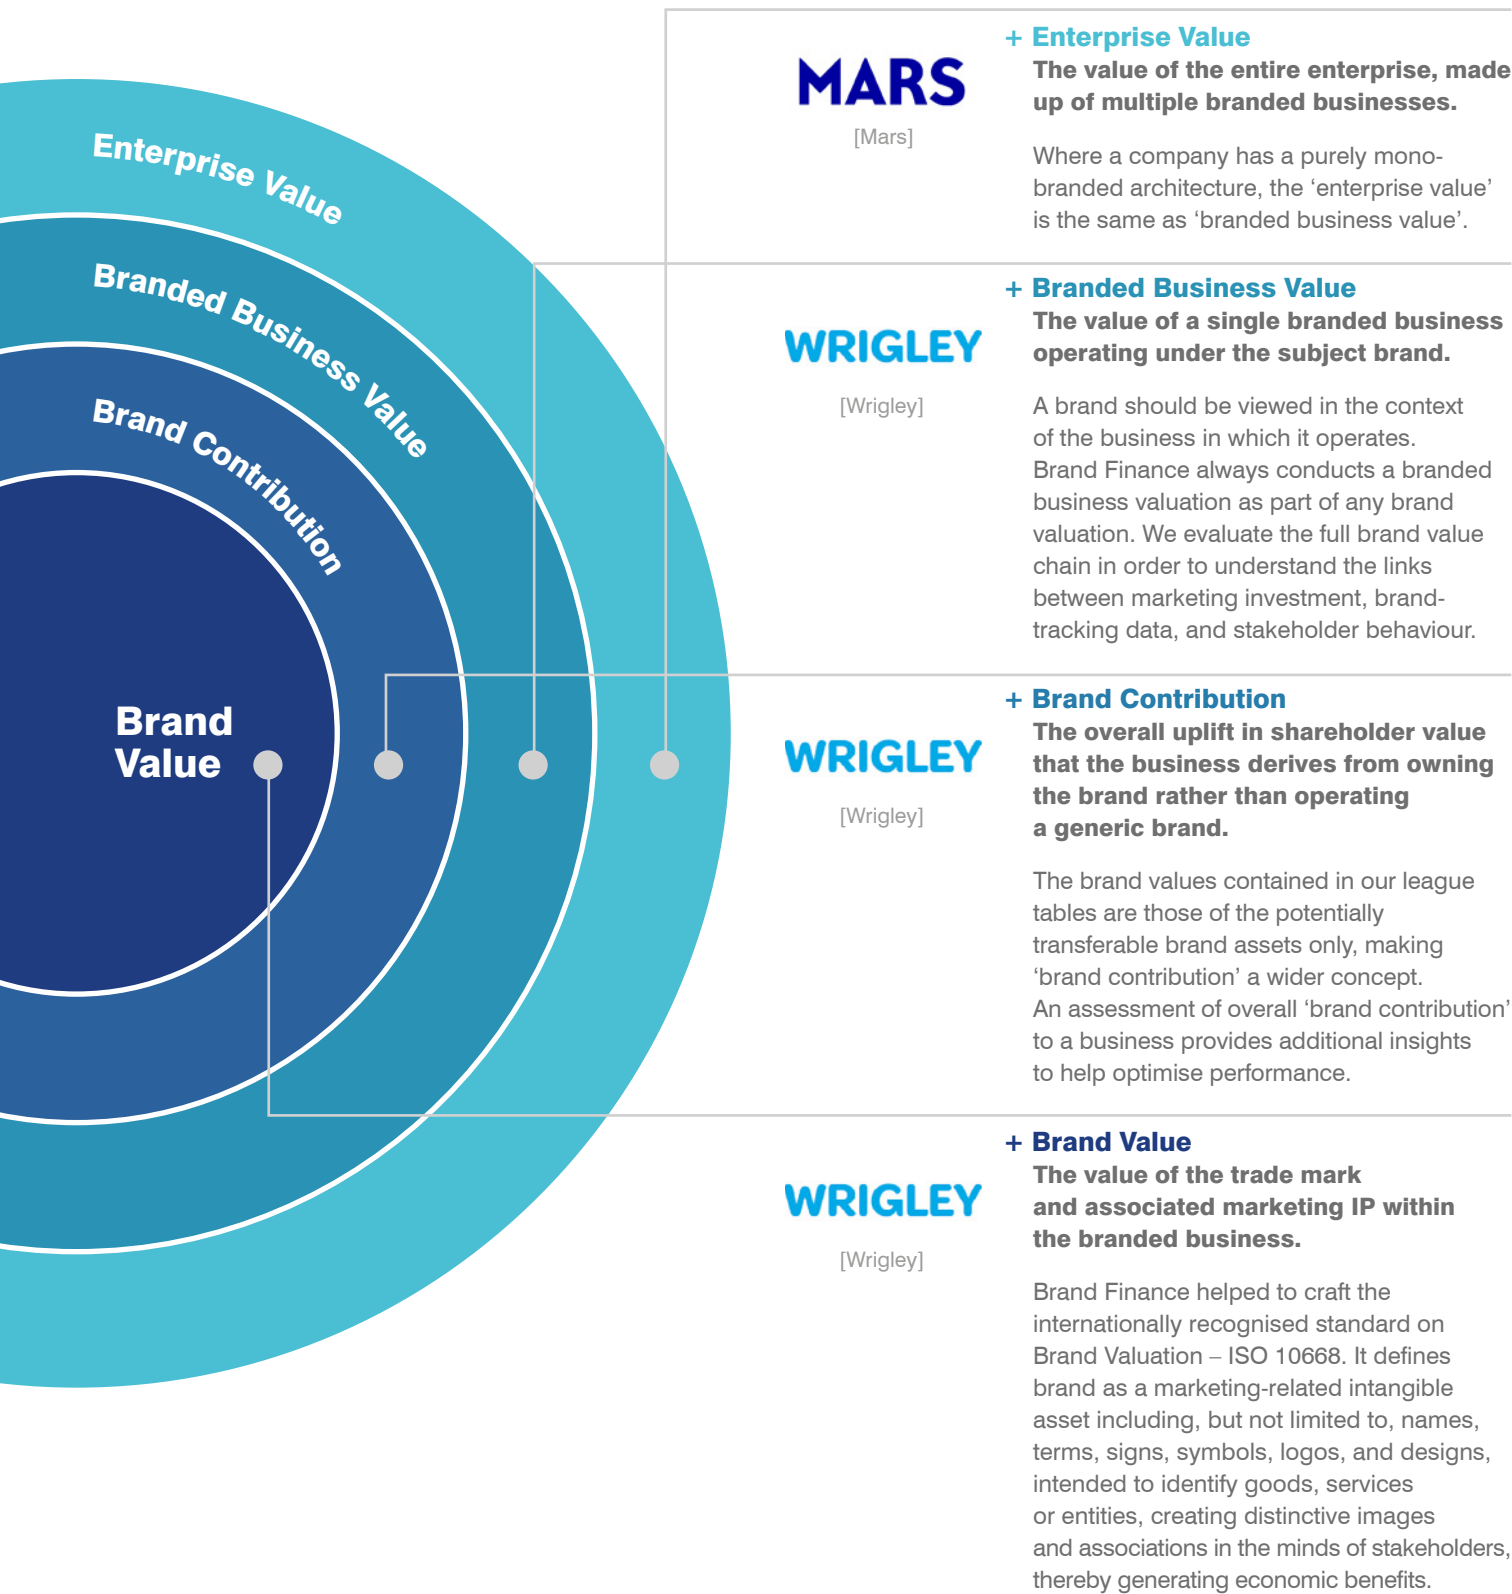 Enterprise Value
Branded Business Value
Brand Contribution
Brand
Value
MARS
[Mars]
+ Enterprise Value
The value of the entire enterprise, made
up of multiple branded businesses.
Where a company has a purely mono-
branded architecture, the ‘enterprise value’
is the same as ‘branded business value’.
WRIGLEY
[Wrigley]
+ Branded Business Value
The value of a single branded business
operating under the subject brand.
A brand should be viewed in the context
of the business in which it operates.
Brand Finance always conducts a branded
business valuation as part of any brand
valuation. We evaluate the full brand value
chain in order to understand the links
between marketing investment, brand-
tracking data, and stakeholder behaviour.
WRIGLEY
[Wrigley]
+ Brand Contribution
The overall uplift in shareholder value
that the business derives from owning
the brand rather than operating
a generic brand.
The brand values contained in our league
tables are those of the potentially
transferable brand assets only, making
‘brand contribution’ a wider concept.
An assessment of overall ‘brand contribution’
to a business provides additional insights
to help optimise performance.
WRIGLEY
[Wrigley]
+ Brand Value
The value of the trade mark
and associated marketing IP within
the branded business.
Brand Finance helped to craft the
internationally recognised standard on
Brand Valuation – ISO 10668. It defines
brand as a marketing-related intangible
asset including, but not limited to, names,
terms, signs, symbols, logos, and designs,
intended to identify goods, services
or entities, creating distinctive images
and associations in the minds of stakeholders,
thereby generating economic benefits.